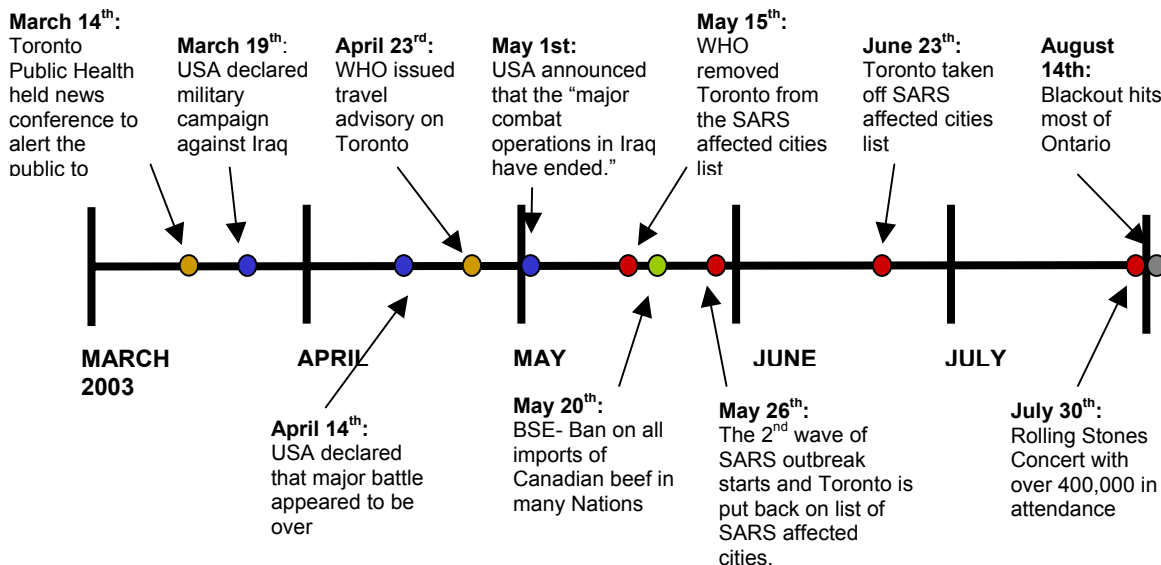 March 14th:
Toronto
Public Health
held news
conference to
alert the
public to
March 19th:
USA declared
military
campaign
against Iraq
April 23rd:
WHO issued
travel
advisory on
Toronto
May 1st:
USA announced
that the “major
combat
operations in Iraq
have ended.”
May 15th:
WHO
removed
Toronto from
the SARS
affected cities
list
June 23th:
Toronto taken
off SARS
affected cities
list
August
14th:
Blackout hits
most of
Ontario
MARCH
2003
APRIL
MAY
JUNE
JULY
April 14th:
USA declared
that major battle
appeared to be
over
May 20th:
BSE- Ban on all
imports of
Canadian beef in
many Nations
May 26th:
The 2nd wave of
SARS outbreak
starts and Toronto is
put back on list of
SARS affected
cities.
July 30th:
Rolling Stones
Concert with
over 400,000 in
attendance